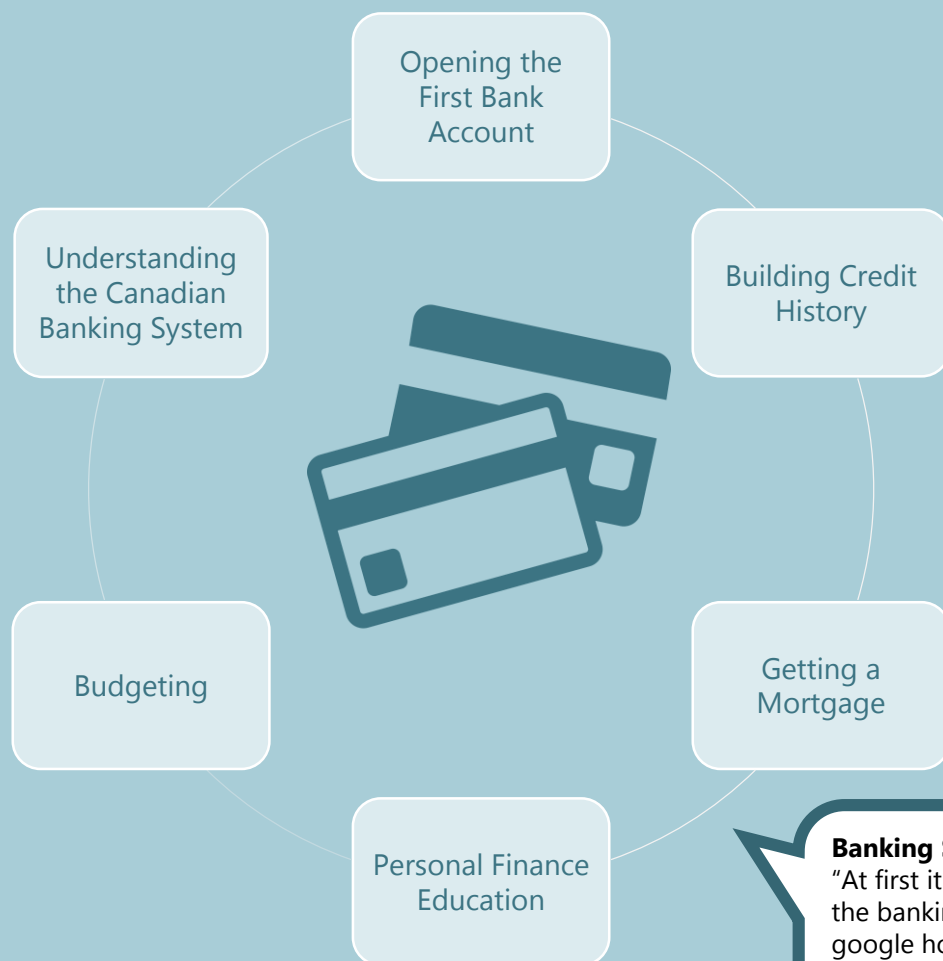 Opening the
First Bank
Account
Understanding
the Canadian
Banking System
Building Credit
History
Budgeting
Getting a
Mortgage
Personal Finance
Education
Banking
“At first it
the bankin
google ho